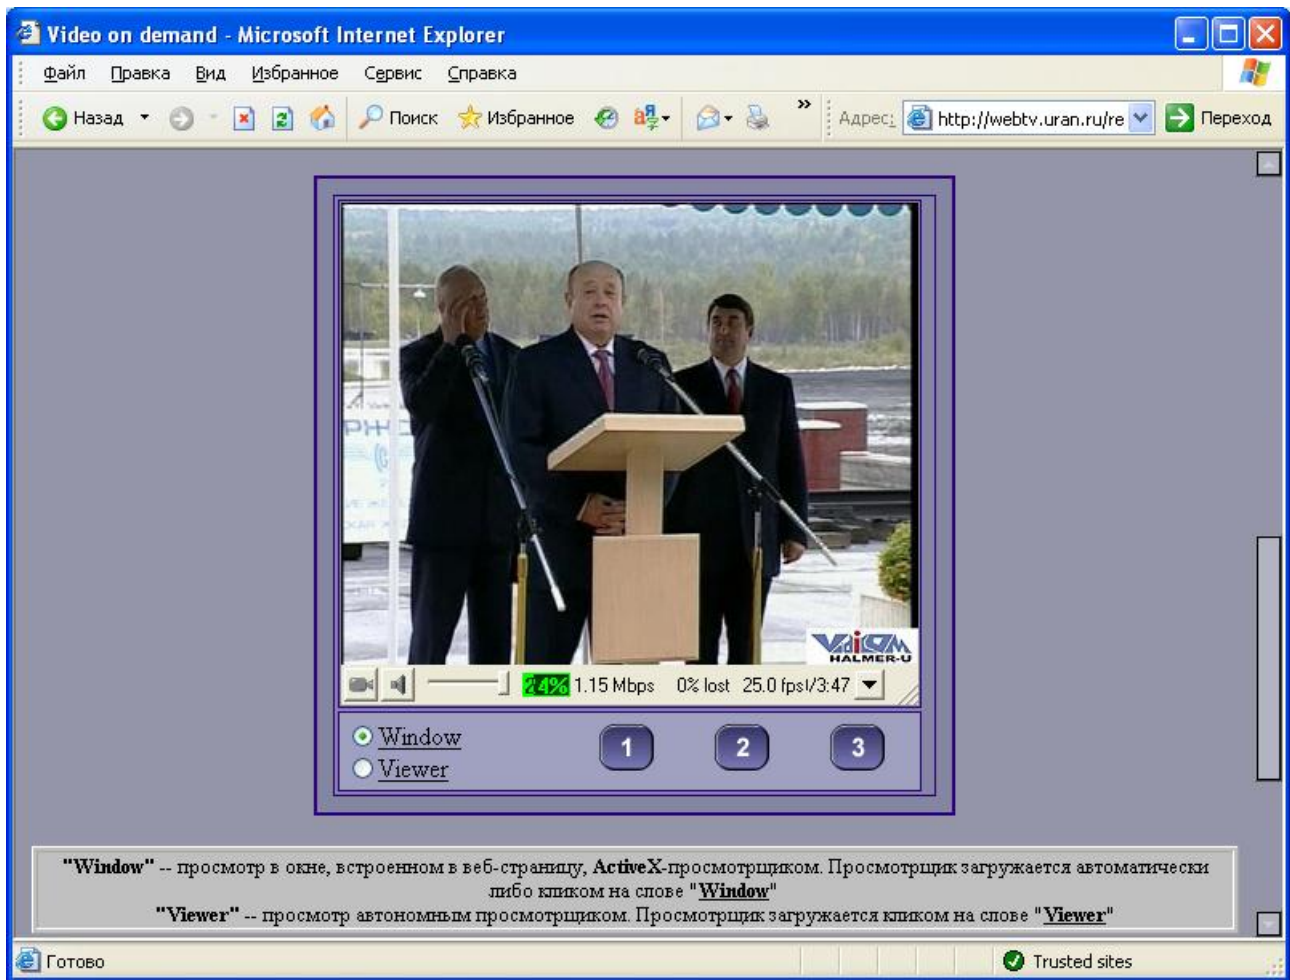 Video on demand - Microsoft Internet Explorer
Файл Правка Вид Избранное Сервис Справка
Назад Поиск Избранное » Адрес: http://webtv.uran.ru/re Переход
HALMER-U
24% 1.15 Mbps 0% lost 25.0 fpsI/3:47
Window
1 2 3
Viewer
"Window" -- просмотр в окне, встроенном в веб-страницу, ActiveX-просмотрщиком. Просмотрщик загружается автоматически
либо кликом на слове "Window"
"Viewer" -- просмотр автономным просмотрщиком. Просмотрщик загружается кликом на слове "Viewer"
Готово Trusted sites